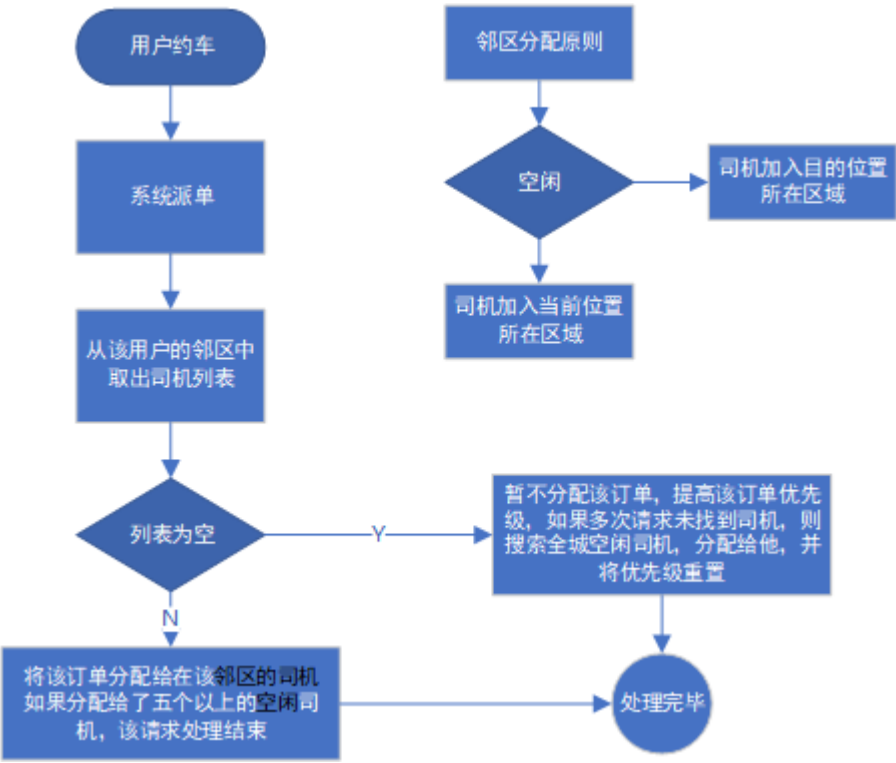 用户约车
系统派单
从该用户的邻区中
取出司机列表
列表为空
Y
N
将该订单分配给在该邻区的司机
如果分配给了五个以上的空闲司
机，该请求处理结束
邻区分配原则
空闲
司机加入目的位置
所在区域
司机加入当前位置
所在区域
暂不分配该订单，提高该订单优先
级，如果多次请求未找到司机，则
搜索全城空闲司机，分配给他，并
将优先级重置
处理完毕